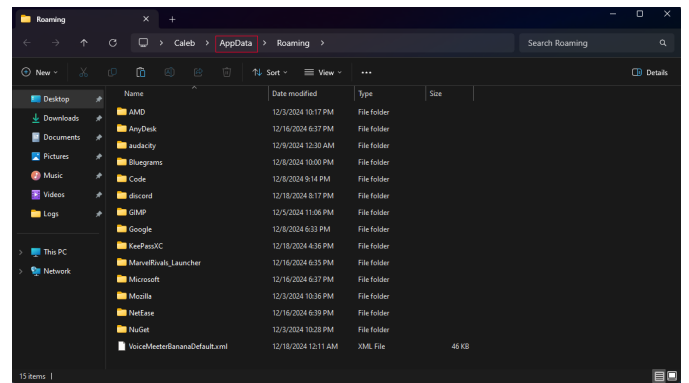 Roaming
Caleb > AppData > Roaming >
Search Roaming
New
Sort
View
Details
Name Date modified Type Size
Desktop
Downloads
Documents
Pictures
Music
Videos
Logs
This PC
Network
AMD 12/3/2024 10:17 PM File folder
AnyDesk 12/16/2024 6:37 PM File folder
audacity 12/9/2024 12:30 AM File folder
Bluegrams 12/8/2024 10:00 PM File folder
Code 12/8/2024 9:14 PM File folder
discord 12/18/2024 8:17 PM File folder
GIMP 12/5/2024 11:06 PM File folder
Google 12/8/2024 6:33 PM File folder
KeePassXC 12/18/2024 4:36 PM File folder
MarvelRivals_Launcher 12/16/2024 6:35 PM File folder
Microsoft 12/16/2024 6:37 PM File folder
Mozilla 12/3/2024 10:36 PM File folder
NetEase 12/16/2024 6:39 PM File folder
NuGet 12/3/2024 10:28 PM File folder
VoiceMeeterBananaDefault.xml 12/18/2024 12:11 AM XML File 46 KB
15 items